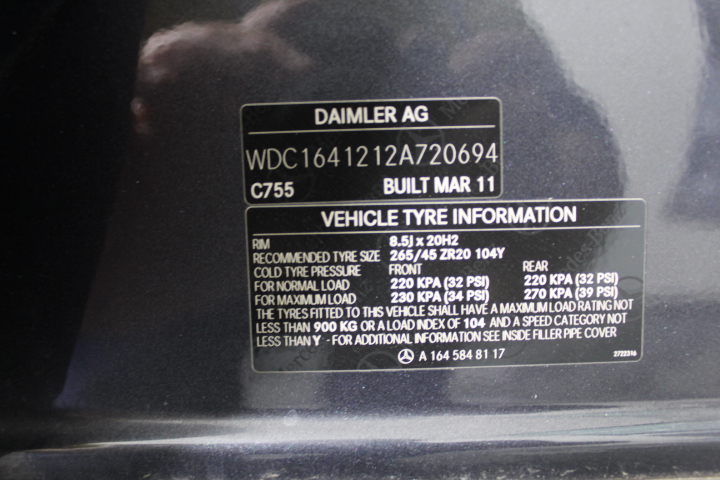 DAIMLER AG
WDC1641212A720694
C755 BUILT MAR 11
VEHICLE TYRE INFORMATION
RIM 8.5J x 20H2
RECOMMENDED TYRE SIZE 265/45 ZR20 104Y
COLD TYRE PRESSURE FRONT REAR
FOR NORMAL LOAD 220 KPA (32 PSI) 220 KPA (32 PSI)
FOR MAXIMUM LOAD 230 KPA (34 PSI) 270 KPA (39 PSI)
THE TYRES FITTED TO THIS VEHICLE SHALL HAVE A MAXIMUM LOAD RATING NOT
LESS THAN 900 KG OR A LOAD INDEX OF 104 AND A SPEED CATEGORY NOT
LESS THAN Y - FOR ADDITIONAL INFORMATION SEE INSIDE FILLER PIPE COVER
A 164 584 81 17
2722316